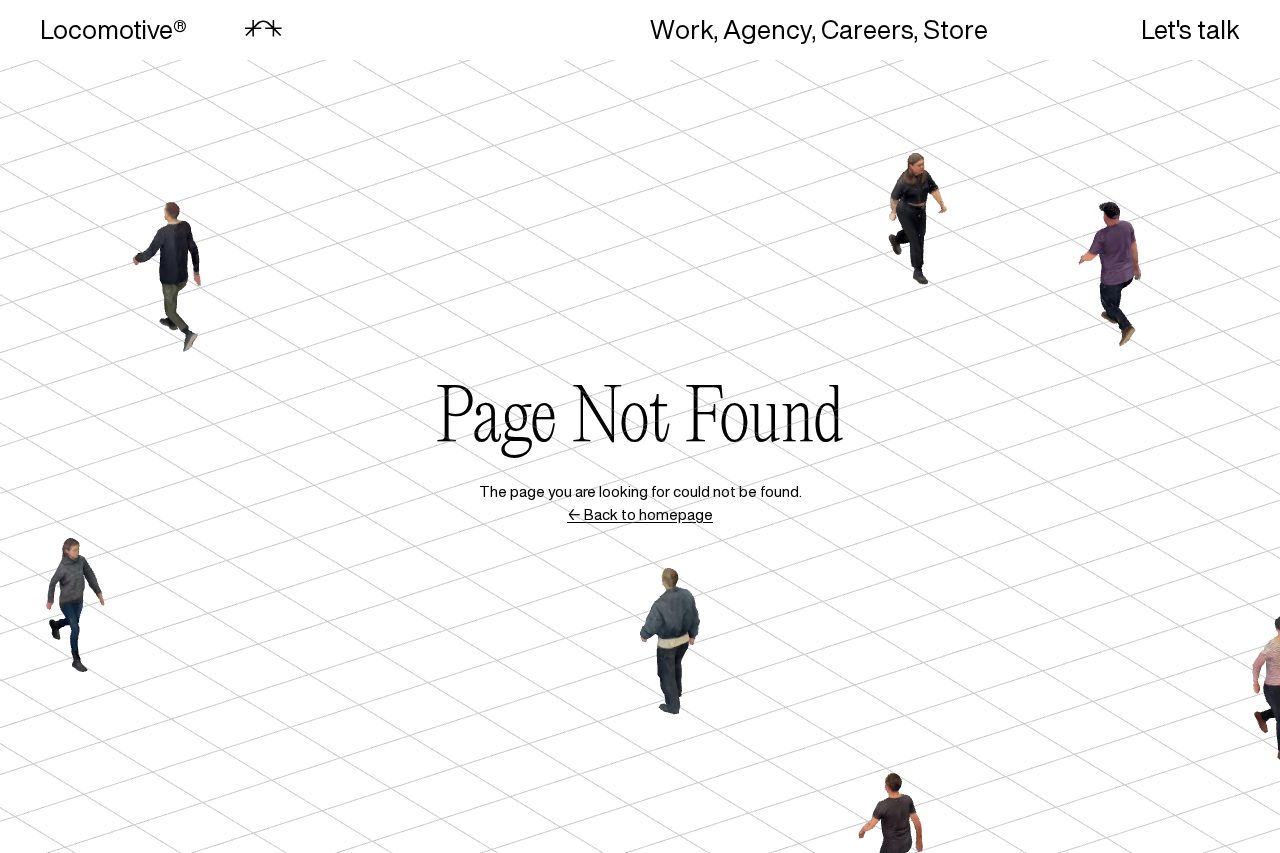 Locomotive®
Work, Agency, Careers, Store
Let's talk
Page Not Found
The page you are looking for could not be found.
← Back to homepage